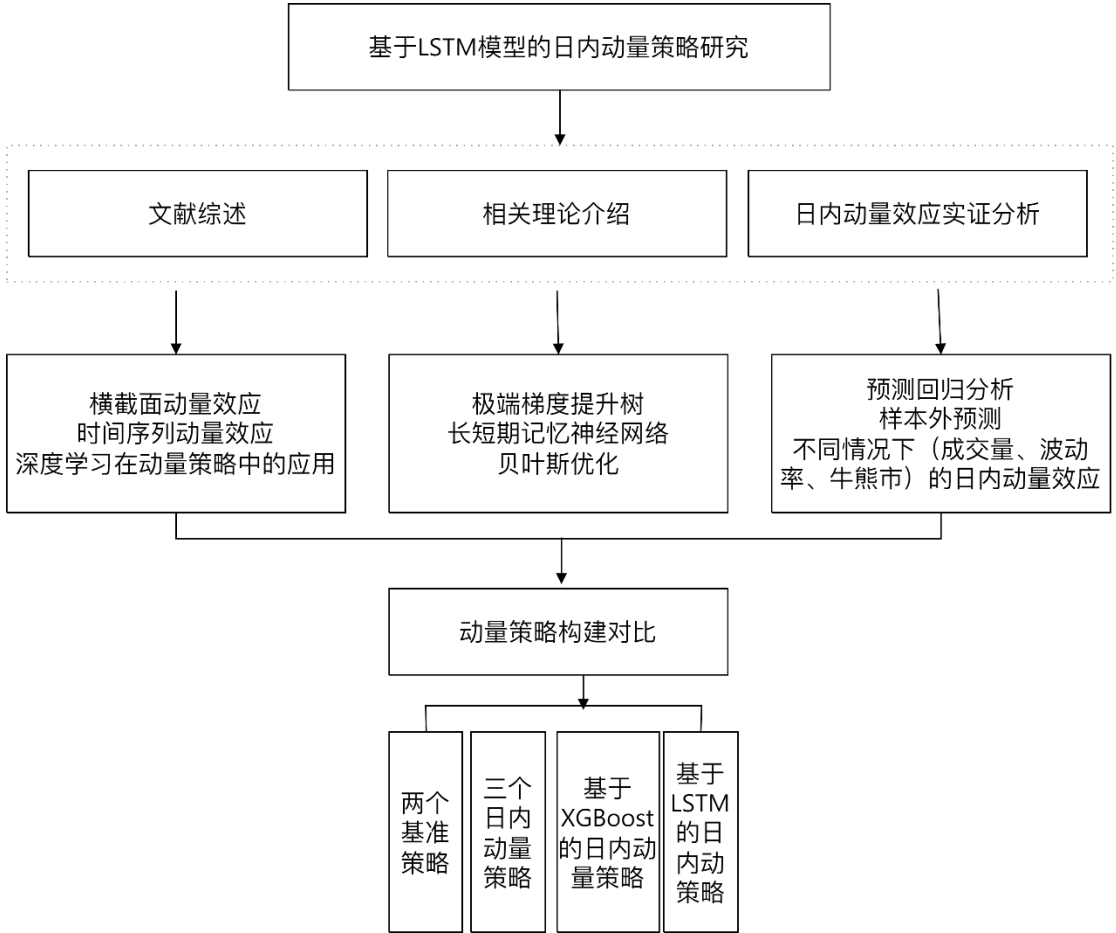 基于LSTM模型的日内动量策略研究
文献综述
相关理论介绍
日内动量效应实证分析
横截面动量效应
时间序列动量效应
深度学习在动量策略中的应用
极端梯度提升树
长短期记忆神经网络
贝叶斯优化
预测回归分析
样本外预测
不同情况下（成交量、波动
率、牛熊市）的日内动量效应
动量策略构建对比
两个
基准
策略
三个
日内
动量
策略
基于
XGBoost
的日内动
量策略
基于
LSTM
的日
内动
策略